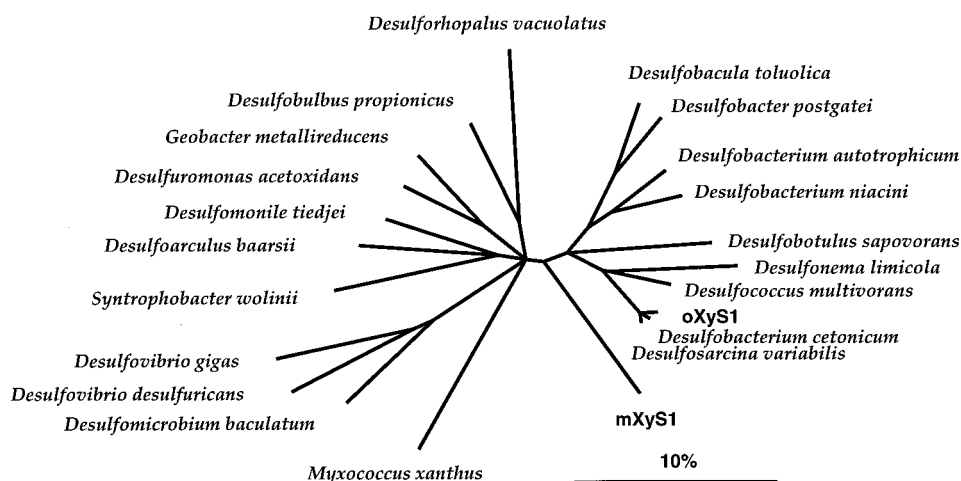 Desulforhopalus vacuolatus
Desulfobacula toluolica
Desulfobulbus propionicus
Desulfobacter postgatei
Geobacter metallireducens
Desulfobacterium autotrophicum
Desulfuromonas acetoxidans
Desulfobacterium niacini
Desulfomonile tiedjei
Desulfoarculus baarsii
Desulfobotulus sapovorans
Desulfonema limicola
Syntrophobacter wolinii
Desulfococcus multivorans
oXyS1
Desulfobacterium cetonicum
Desulfosarcina variabilis
Desulfovibrio gigas
Desulfovibrio desulfuricans
Desulfomicrobium baculatum
mXyS1
10%
Myxococcus xanthus